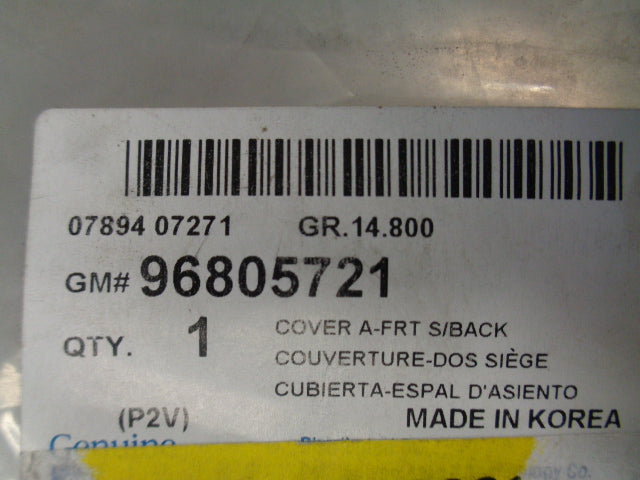 07894 07271 GR.14.800
GM# 96805721
QTY. 1 COVER A-FRT S/BACK
COUVERTURE-DOS SIÈGE
CUBIERTA-ESPAL D'ASIENTO
(P2V) MADE IN KOREA
Genuine
Co.